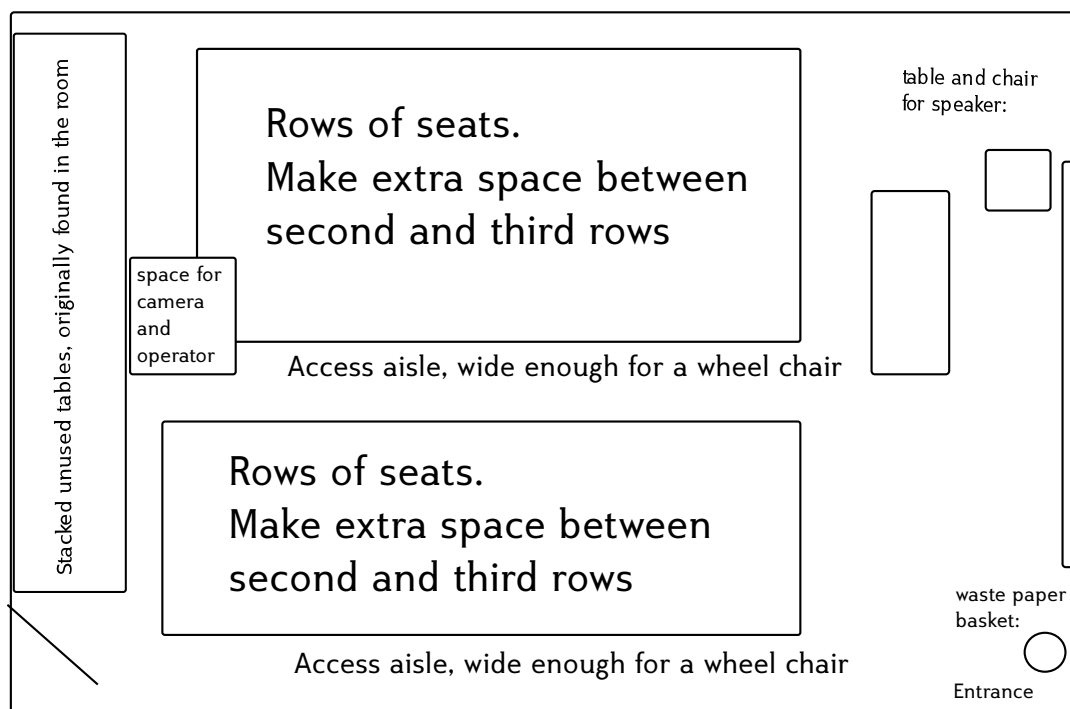 Stacked unused tables, originally found in the room
Rows of seats.
Make extra space between
second and third rows
table and chair
for speaker:
space for
camera
and
operator
Access aisle, wide enough for a wheel chair
Rows of seats.
Make extra space between
second and third rows
waste paper
basket:
Access aisle, wide enough for a wheel chair
Entrance